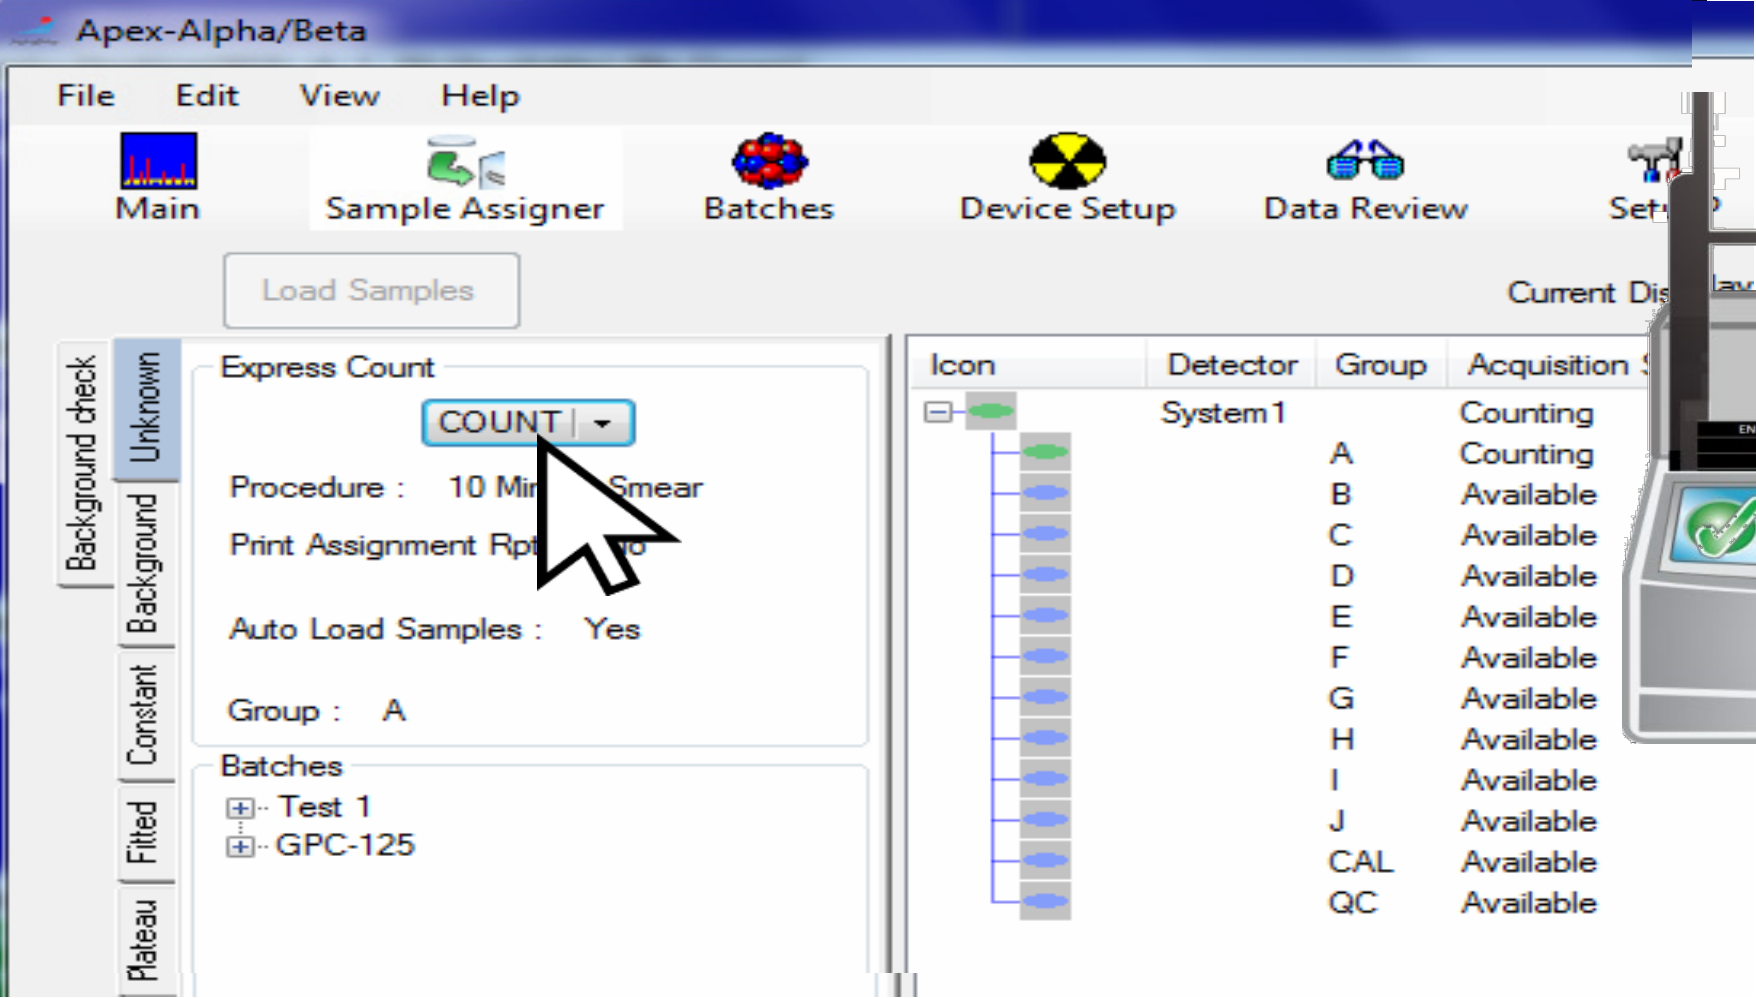 Apex-Alpha/Beta
File Edit View Help
Main Sample Assigner Batches Device Setup Data Review
Load Samples
Current
Background check
Unknown
Background
Constant
Fitted
Plateau
Express Count
COUNT
Procedure : 10 Smear
Print Assignment Rpt
Auto Load Samples : Yes
Group : A
Batches
Test 1
GPC-125
Icon Detector Group Acquisition
System1 Counting
A Counting
B Available
C Available
D Available
E Available
F Available
G Available
H Available
I Available
J Available
CAL Available
QC Available